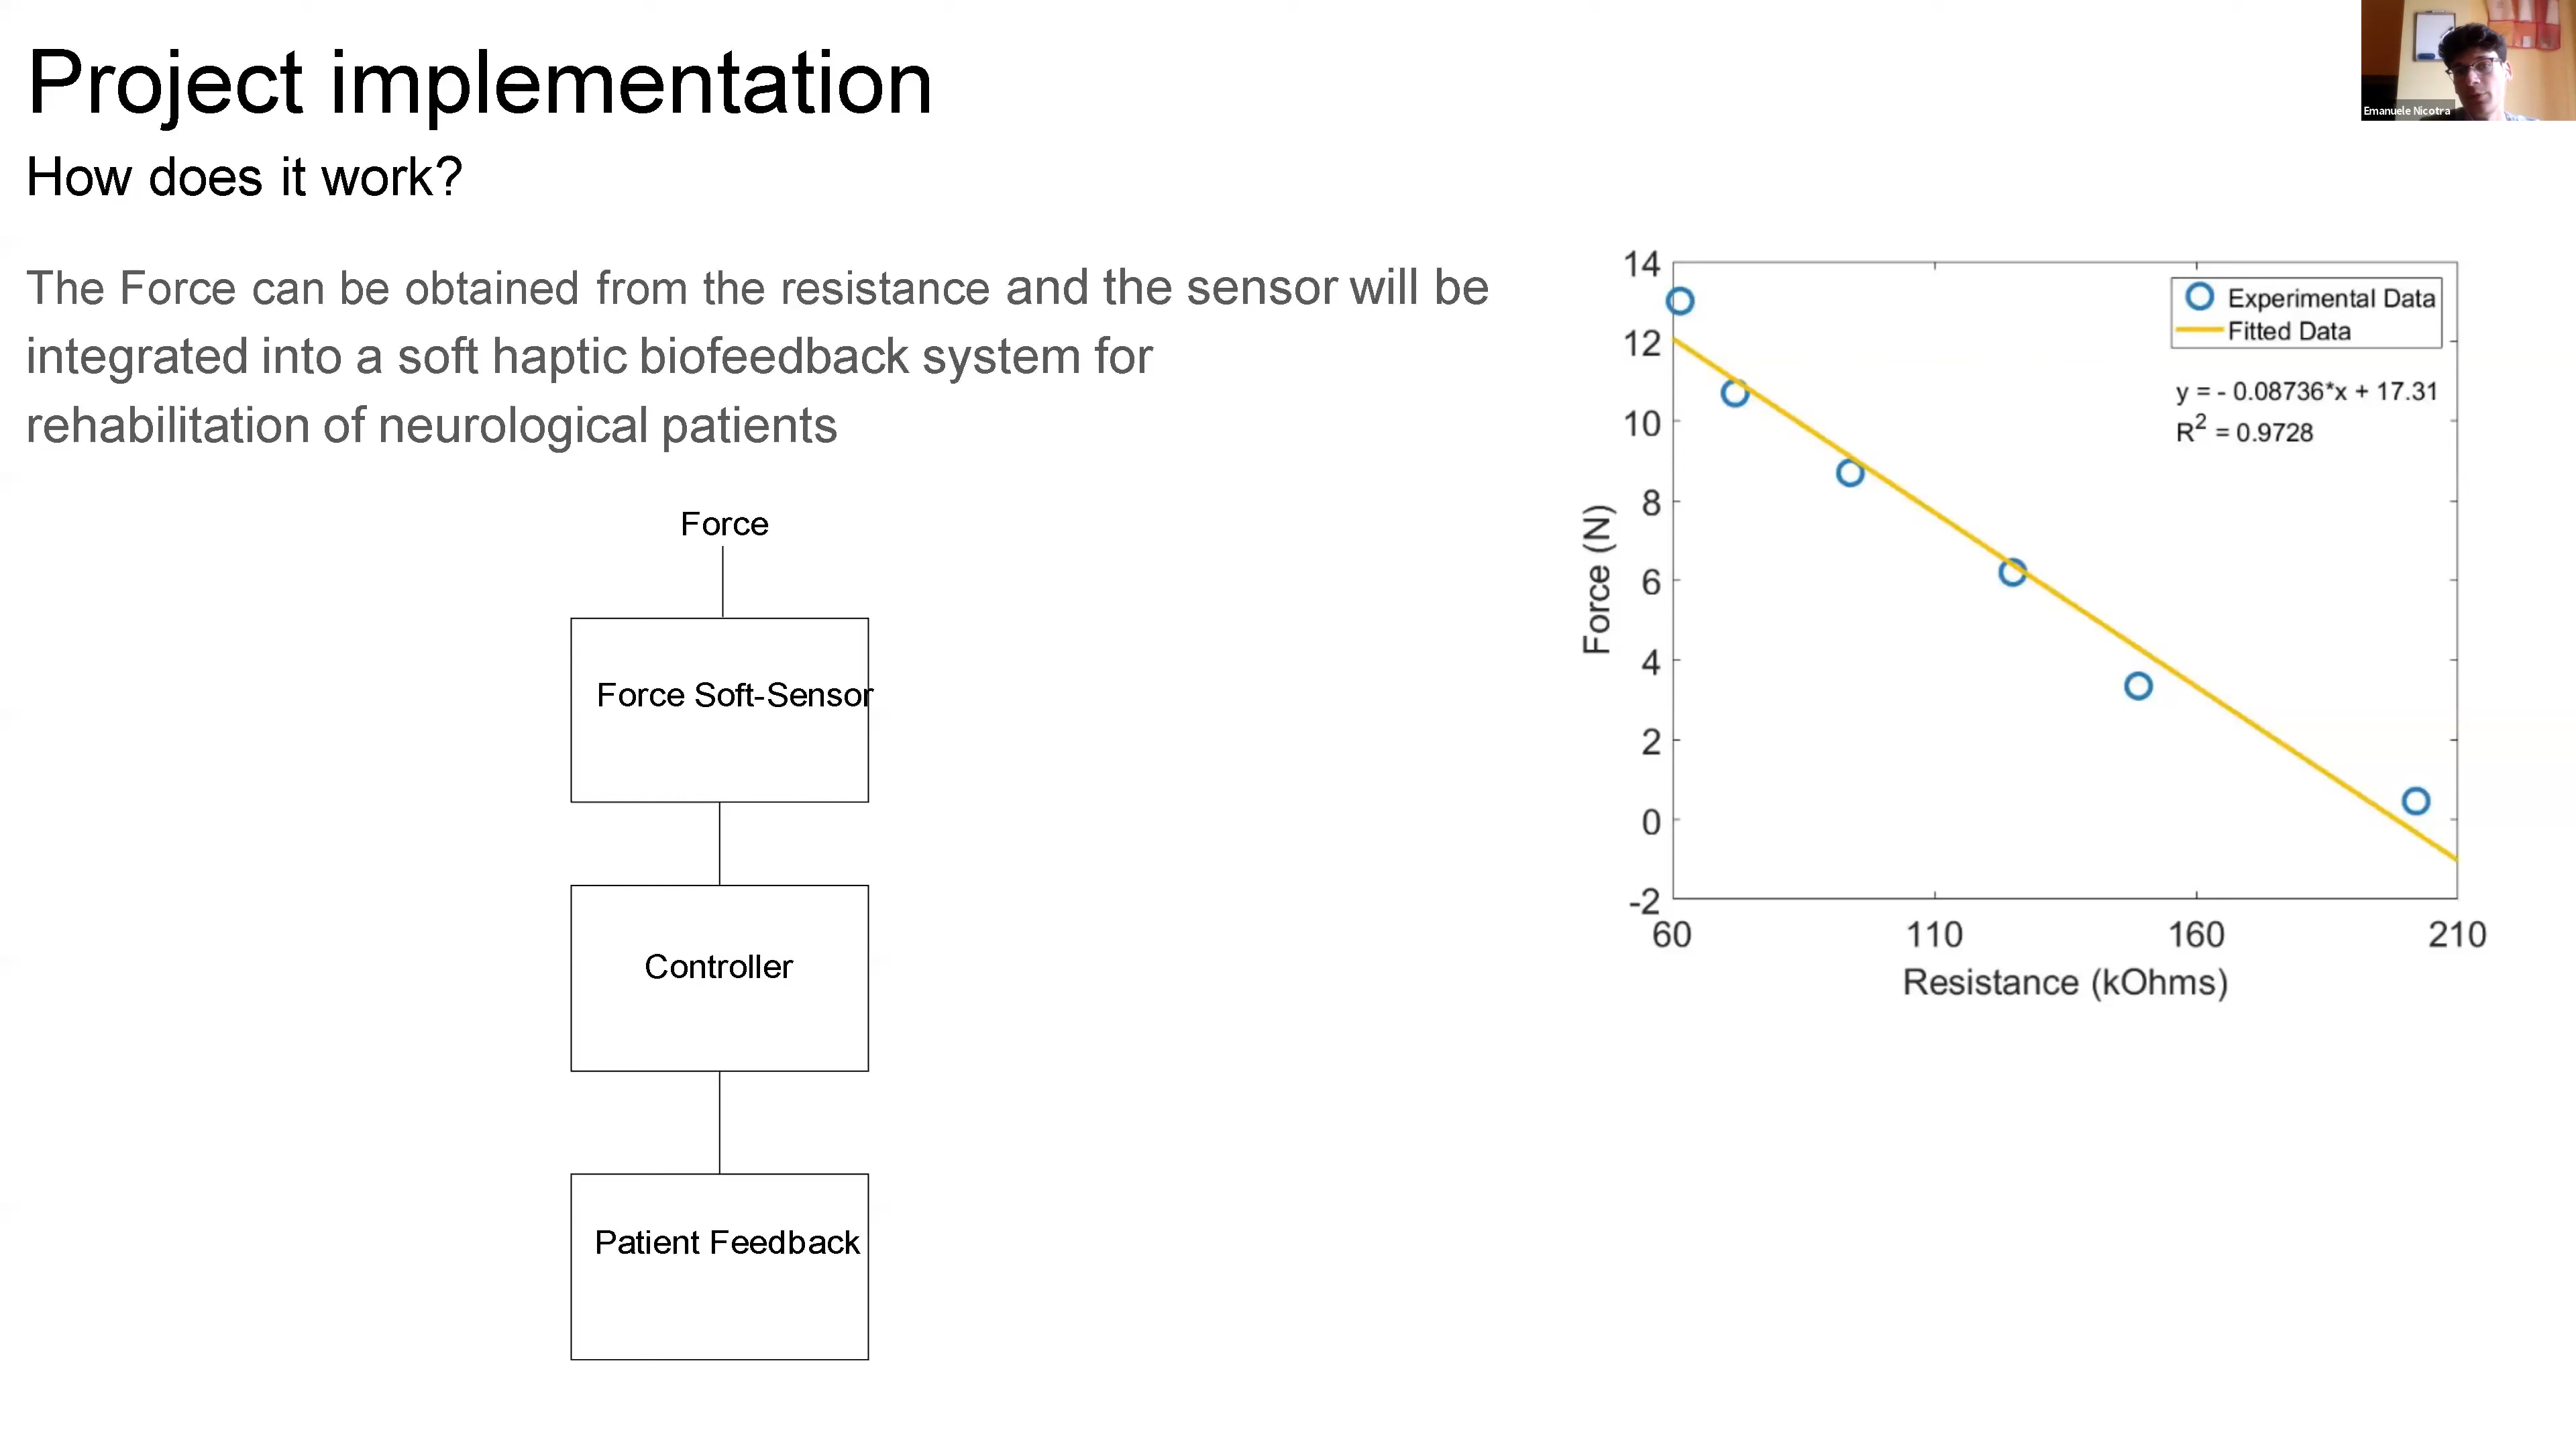 Project implementation
How does it work?
The Force can be obtained from the resistance and the sensor will be
integrated into a soft haptic biofeedback system for
rehabilitation of neurological patients
Force
Force Soft-Sensor
Controller
Patient Feedback
Emanuele Nicotra
14
12
10
8
6
4
2
0
-2
Force (N)
Experimental Data
Fitted Data
y = - 0.08736*x + 17.31
R² = 0.9728
60 110 160 210
Resistance (kOhms)